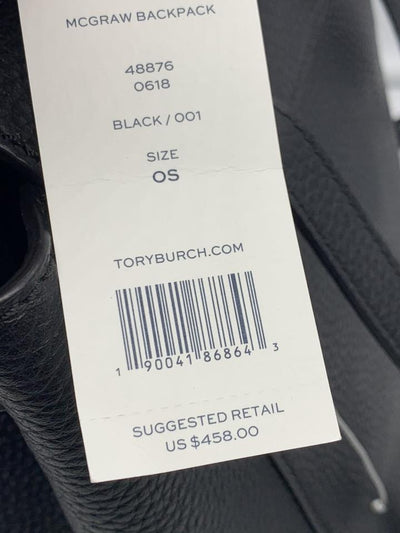 MCGRAW BACKPACK
48876
0618
BLACK / 001
SIZE
OS
TORYBURCH.COM
1 90041 86864 3
SUGGESTED RETAIL
US $458.00